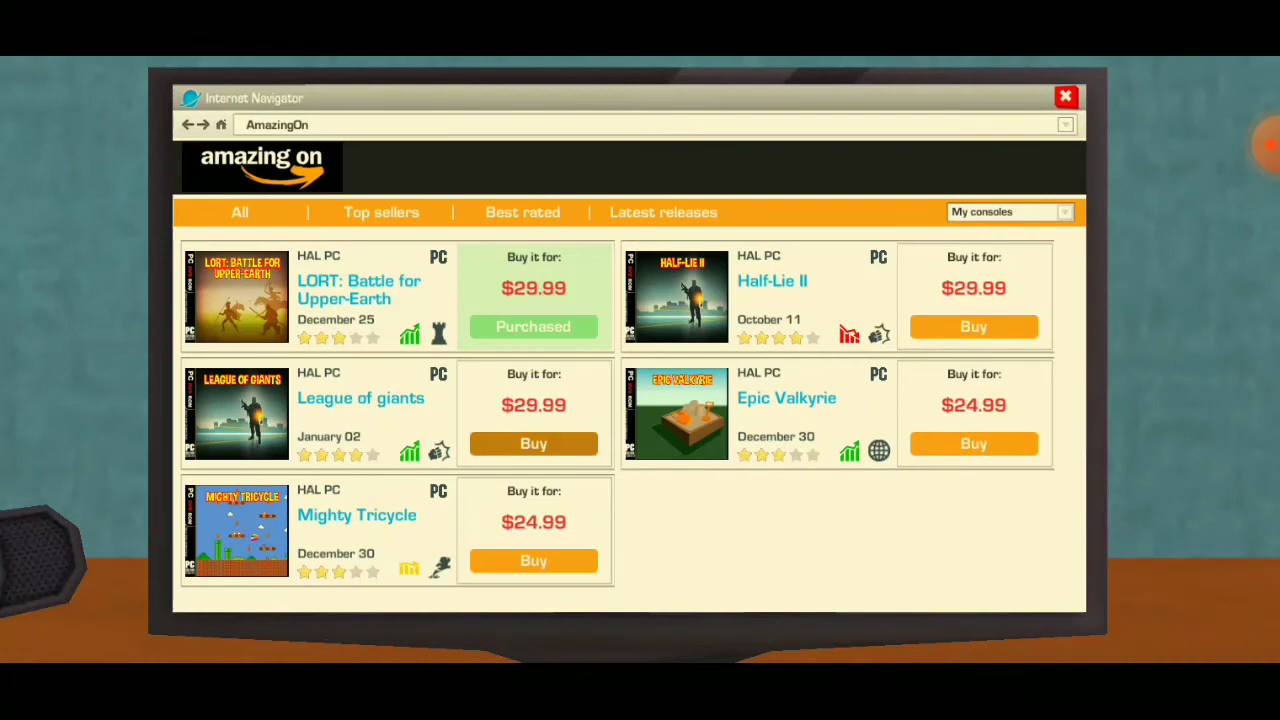 Internet Navigator
AmazingOn
amazing on
All | Top sellers | Best rated | Latest releases
My consoles
LORT: BATTLE FOR
UPPER-EARTH
HAL PC
PC
LORT: Battle for
Upper-Earth
December 25
Buy it for:
$29.99
Purchased
HALF-LIE II
HAL PC
PC
Half-Lie II
October 11
Buy it for:
$29.99
Buy
LEAGUE OF GIANTS
HAL PC
PC
League of giants
January 02
Buy it for:
$29.99
Buy
EPIC VALKYRIE
HAL PC
PC
Epic Valkyrie
December 30
Buy it for:
$24.99
Buy
MIGHTY TRICYCLE
HAL PC
PC
Mighty Tricycle
December 30
Buy it for:
$24.99
Buy